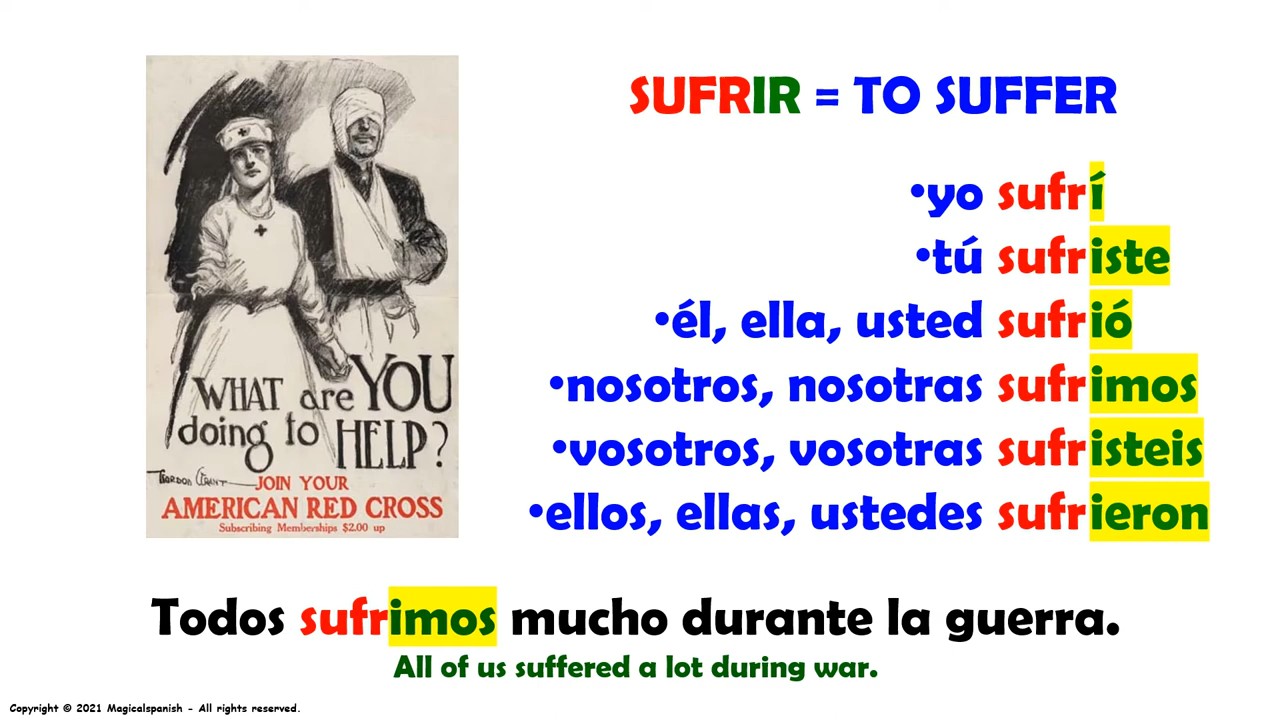 SUFRIR = TO SUFFER
•yo sufrí
•tú sufriste
•él, ella, usted sufrió
•nosotros, nosotras sufrimos
•vosotros, vosotras sufristeis
•ellos, ellas, ustedes sufrieron
WHAT are YOU
doing to HELP?
Gordon Grant
JOIN YOUR
AMERICAN RED CROSS
Subscribing Memberships $2.00 up
Todos sufrimos mucho durante la guerra.
All of us suffered a lot during war.
Copyright © 2021 Magicalspanish - All rights reserved.